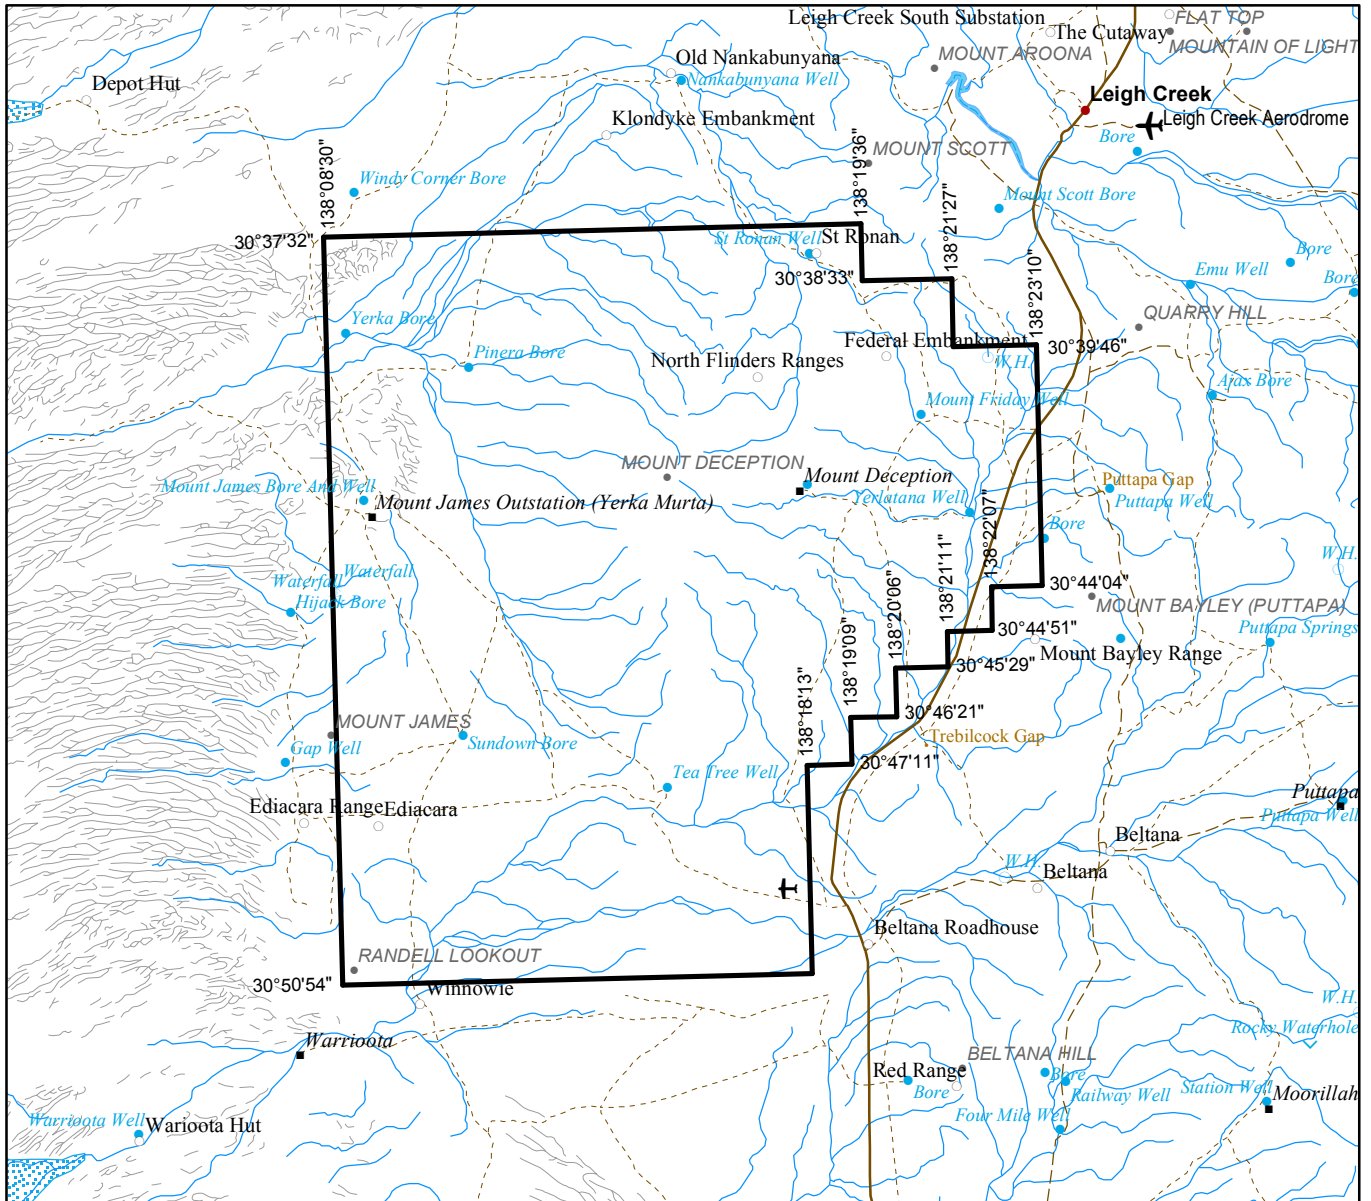 Leigh Creek South Substation
FLAT TOP
The Cutaway
MOUNTAIN OF LIGHT
MOUNT AROONA
Old Nankabunyana
Nankabunyana Well
Depot Hut
Leigh Creek
Klondyke Embankment
Leigh Creek Aerodrome
Bore
MOUNT SCOTT
138°08'30"
138°19'36"
Windy Corner Bore
138°21'27"
Mount Scott Bore
30°37'32"
St Ronan Well
St Ronan
Bore
30°38'33"
138°23'10"
Emu Well
Bore
Yerka Bore
QUARRY HILL
Federal Embankment
30°39'46"
Pinera Bore
North Flinders Ranges
W.H.
Ajax Bore
Mount Friday Well
MOUNT DECEPTION
Mount Deception
Puttapa Gap
Mount James Bore And Well
Mount James Outstation (Yerka Murta)
Yerlatana Well
Puttapa Well
138°22'07"
Bore
138°21'11"
W.H.
Waterfall
Waterfall
138°20'06"
30°44'04"
Hijack Bore
MOUNT BAYLEY (PUTTAPA)
138°19'09"
30°44'51"
Puttapa Springs
Mount Bayley Range
30°45'29"
138°18'13"
30°46'21"
MOUNT JAMES
Gap Well
Sundown Bore
Trebilcock Gap
30°47'11"
Tea Tree Well
Puttapa
Ediacara Range
Ediacara
Puttapa Well
Beltana
W.H.
Beltana
Beltana Roadhouse
RANDELL LOOKOUT
30°50'54"
Winnowie
W.H.
Rocky Waterhole
Warrioota
BELTANA HILL
Red Range
Bore
Bore
Railway Well
Station Well
Moorillah
Four Mile Well
Warrioota Well
Warioota Hut